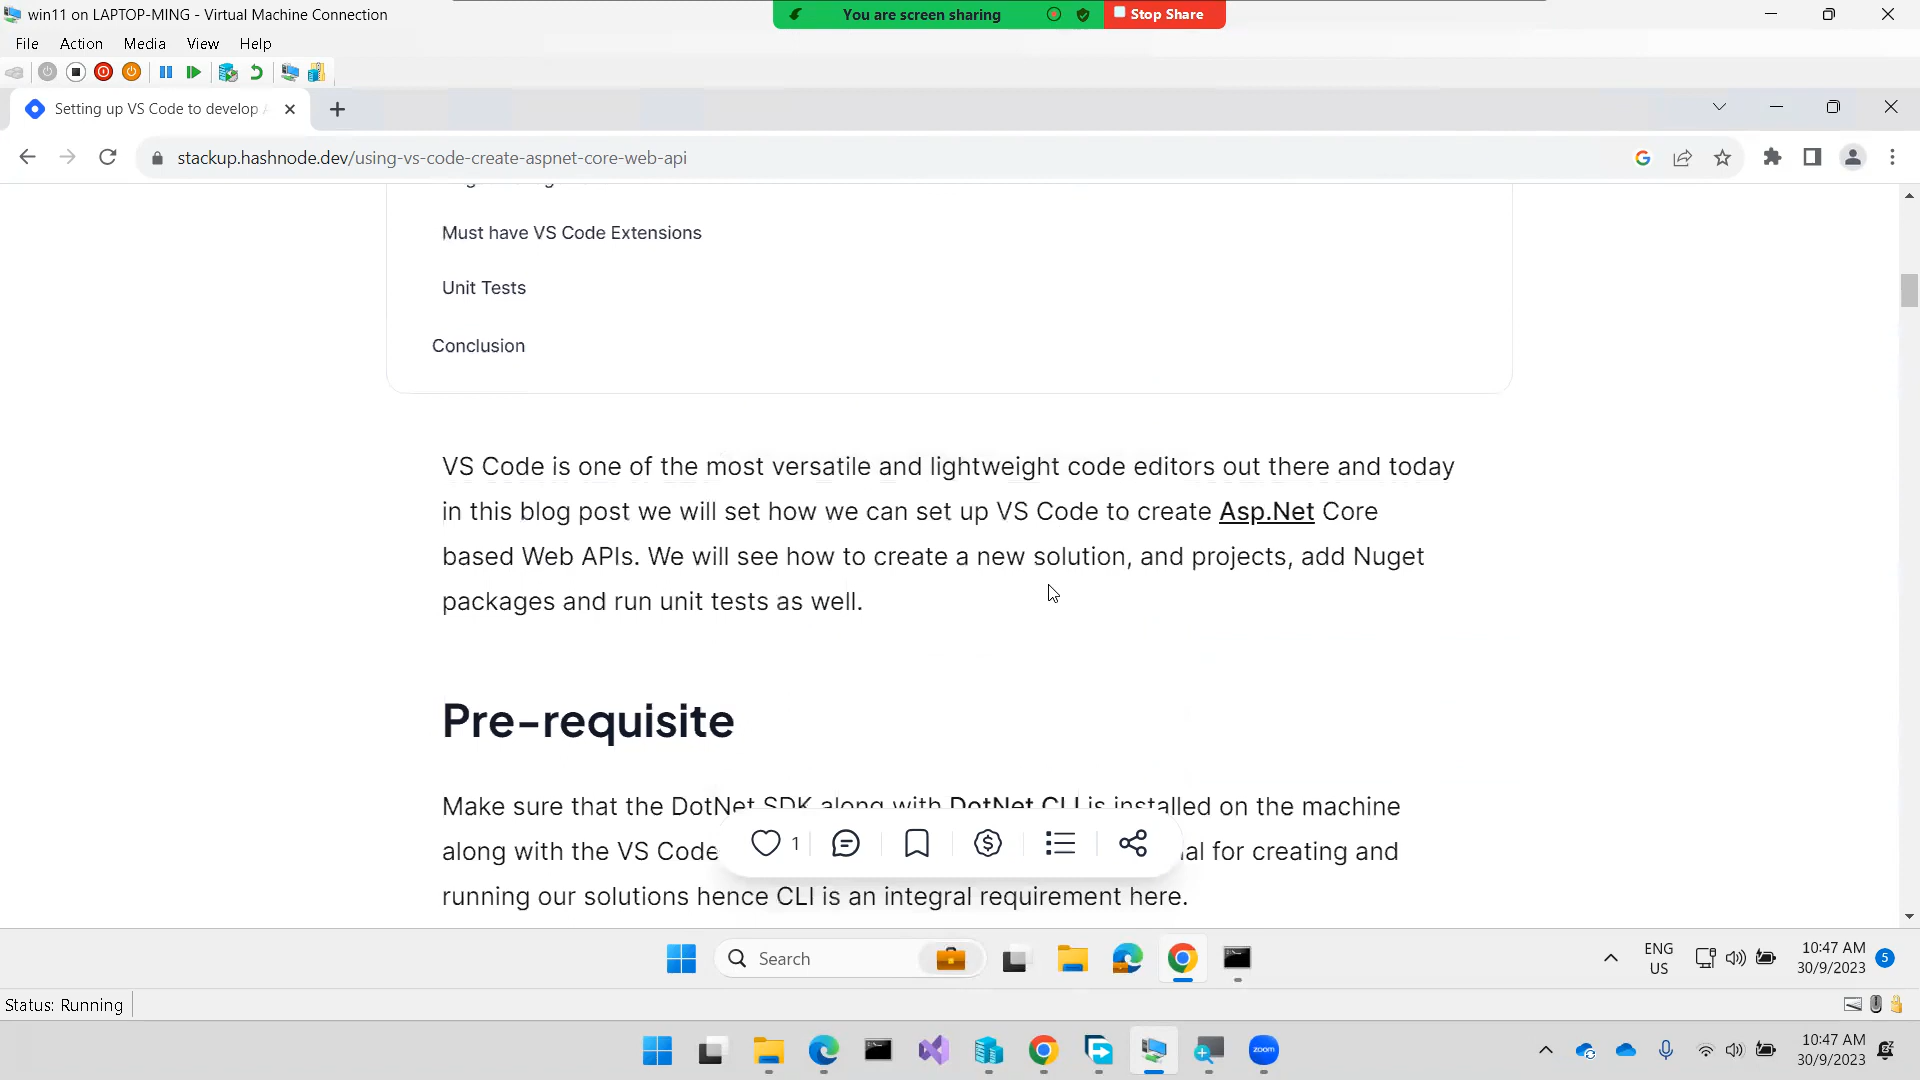 win11 on LAPTOP-MING - Virtual Machine Connection
You are screen sharing
Stop Share
File Action Media View Help
Setting up VS Code to develop
stackup.hashnode.dev/using-vs-code-create-aspnet-core-web-api
Must have VS Code Extensions
Unit Tests
Conclusion
VS Code is one of the most versatile and lightweight code editors out there and today
in this blog post we will set how we can set up VS Code to create Asp.Net Core
based Web APIs. We will see how to create a new solution, and projects, add Nuget
packages and run unit tests as well.
Pre-requisite
Make sure that the DotNet SDK along with DotNet CLI is installed on the machine
along with the VS Code
for creating and
1
running our solutions hence CLI is an integral requirement here.
Search
ENG
US
10:47 AM
30/9/2023
5
Status: Running
zoom
10:47 AM
30/9/2023